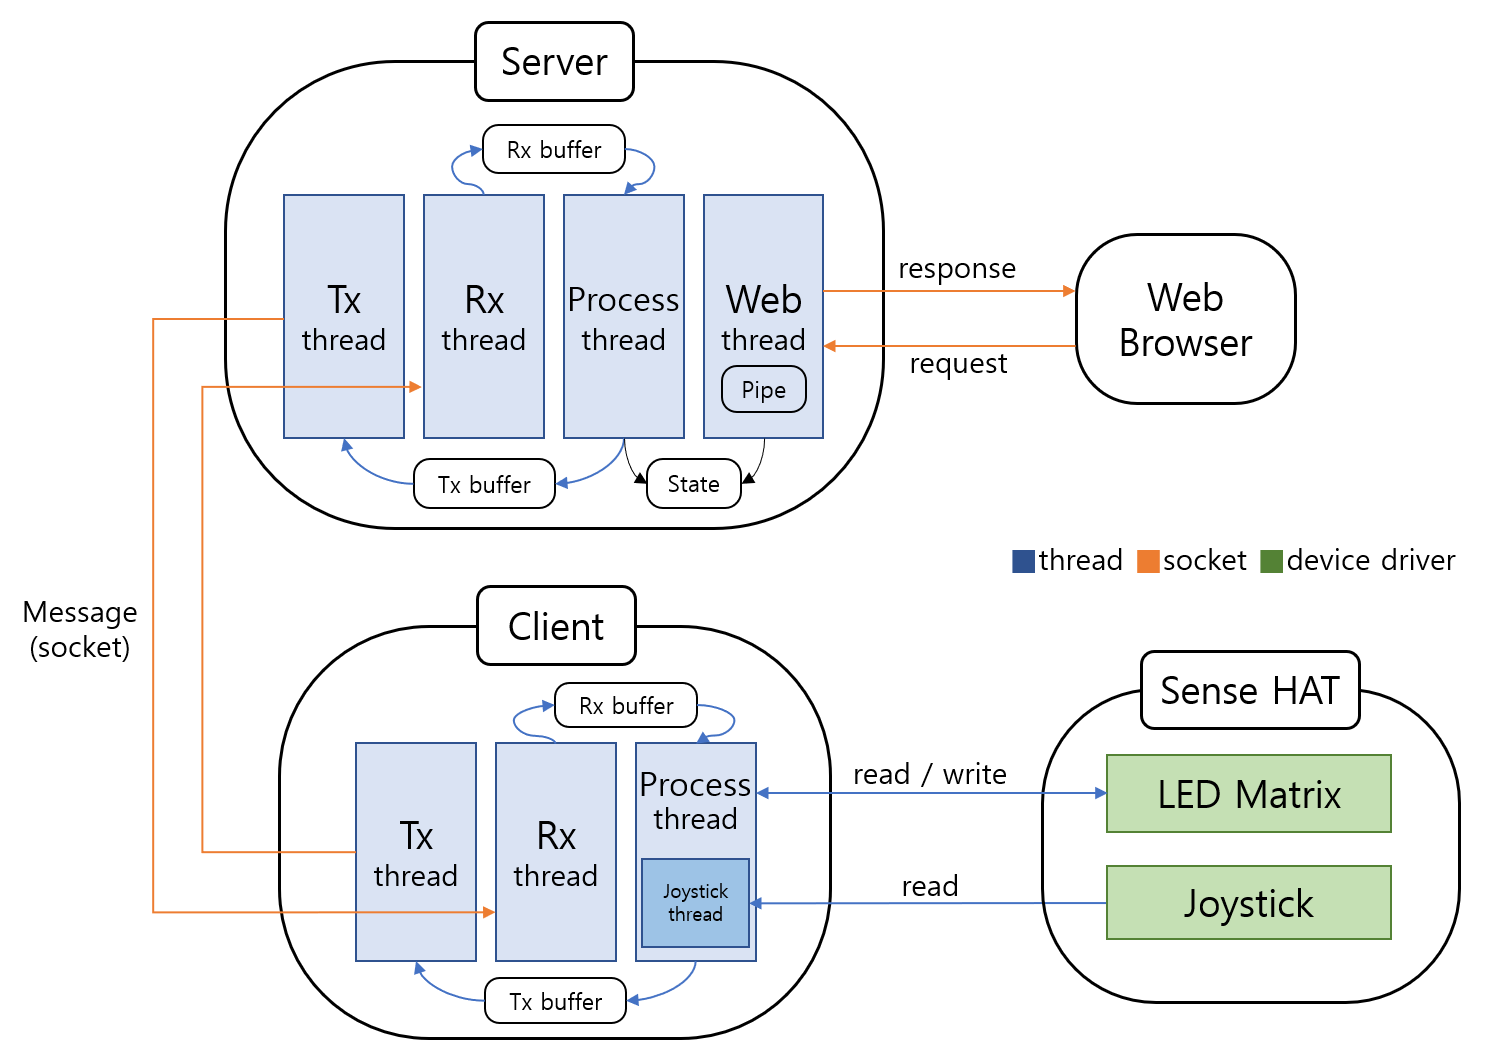 Server
Rx buffer
Tx
thread
Rx
thread
Process
thread
Web
thread
Pipe
Tx buffer
State
response
request
Web
Browser
thread
socket
device driver
Message
(socket)
Client
Rx buffer
Tx
thread
Rx
thread
Process
thread
Joystick
thread
Tx buffer
read / write
read
Sense HAT
LED Matrix
Joystick